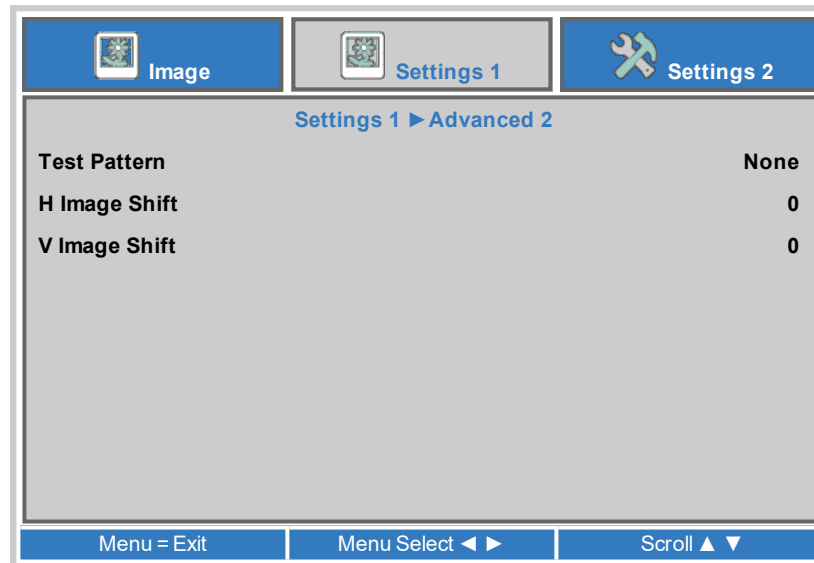 Image
Settings 1
Settings 2
Settings 1 ►Advanced 2
Test Pattern None
H Image Shift 0
V Image Shift 0
Menu = Exit
Menu Select ◄ ►
Scroll ▲ ▼